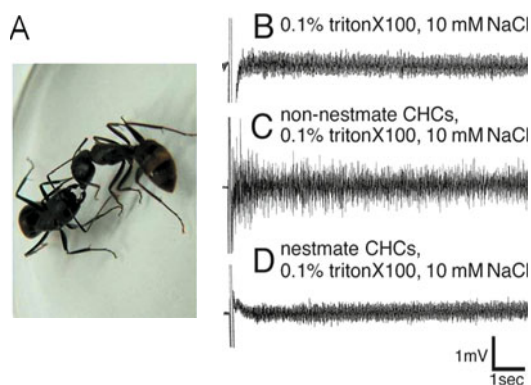 A
B 0.1% tritonX100, 10 mM NaCl
C non-nestmate CHCs,
0.1% tritonX100, 10 mM NaCl
D nestmate CHCs,
0.1% tritonX100, 10 mM NaCl
1mV
1sec